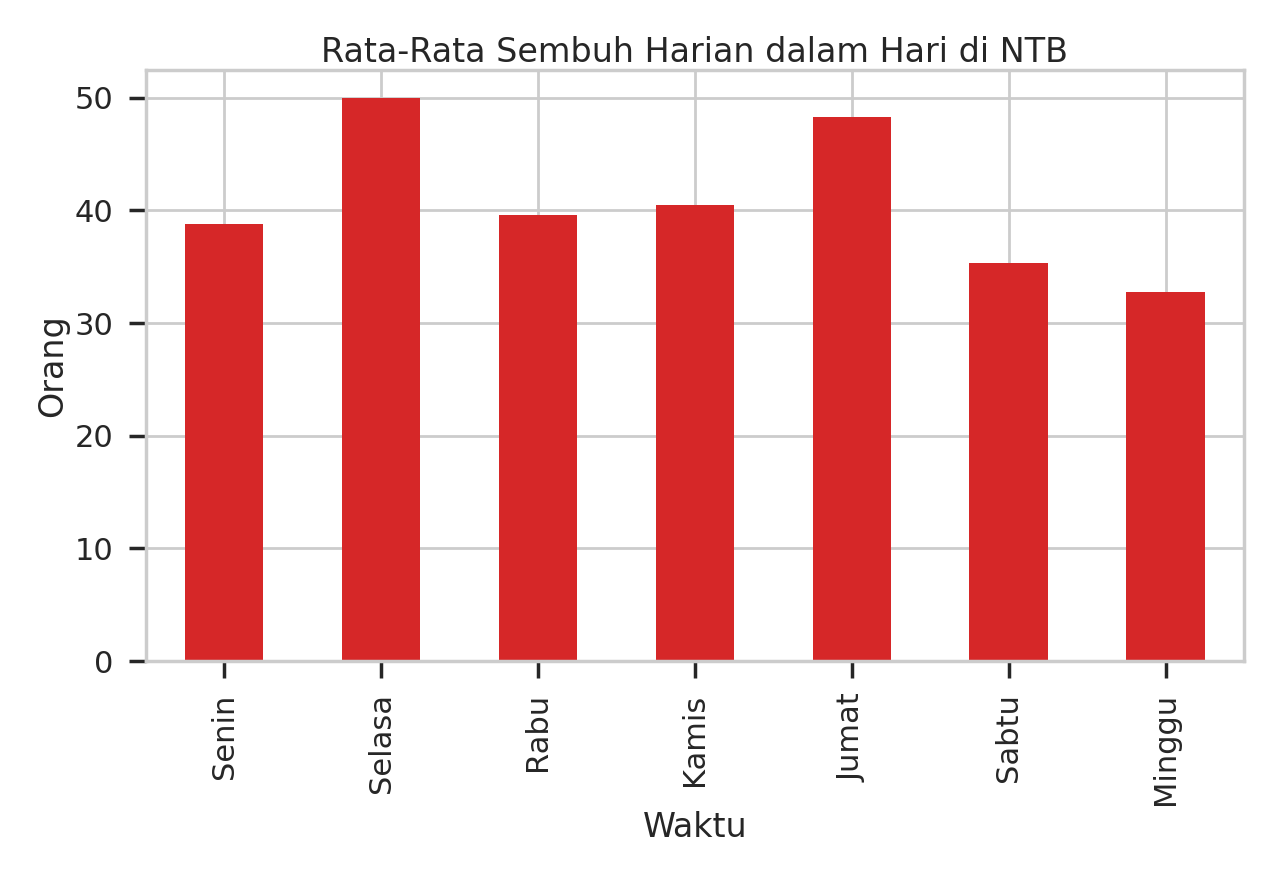 Rata-Rata Sembuh Harian dalam Hari di NTB
50
40
30
20
10
0
Orang
Senin
Selasa
Rabu
Kamis
Jumat
Sabtu
Minggu
Waktu